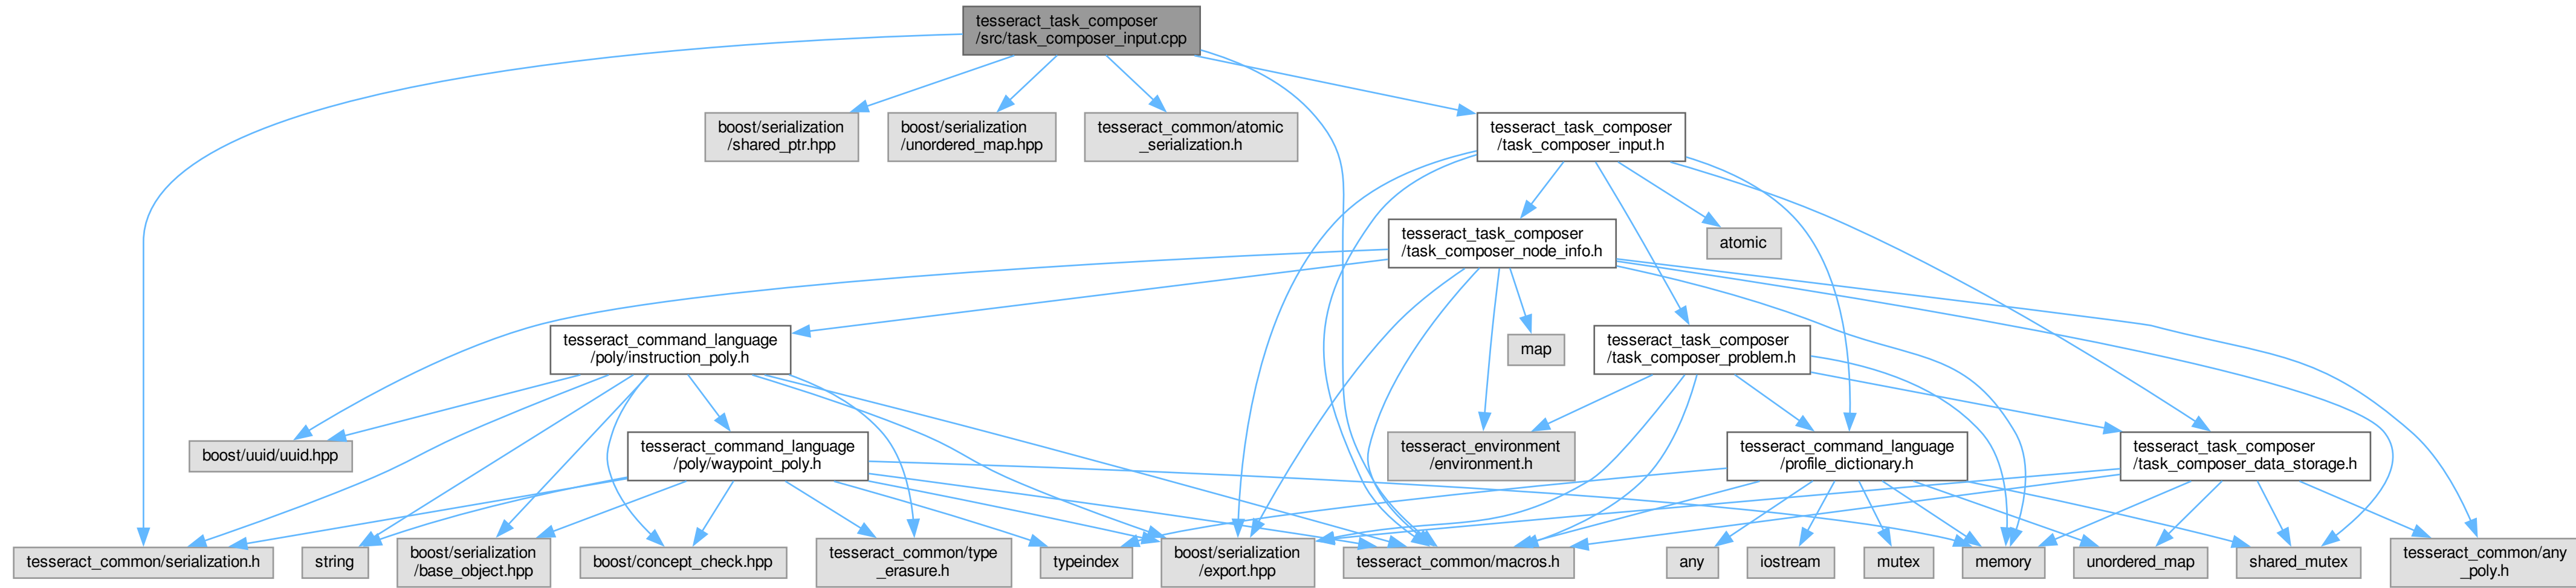 tesseract_task_composer
/src/task_composer_input.cpp
boost/serialization
/shared_ptr.hpp
boost/serialization
/unordered_map.hpp
tesseract_common/atomic
_serialization.h
tesseract_task_composer
/task_composer_input.h
tesseract_task_composer
/task_composer_node_info.h
atomic
tesseract_command_language
/poly/instruction_poly.h
map
tesseract_task_composer
/task_composer_problem.h
boost/uuid/uuid.hpp
tesseract_command_language
/poly/waypoint_poly.h
tesseract_environment
/environment.h
tesseract_command_language
/profile_dictionary.h
tesseract_task_composer
/task_composer_data_storage.h
tesseract_common/serialization.h
string
boost/serialization
/base_object.hpp
boost/concept_check.hpp
tesseract_common/type
_erasure.h
typeindex
boost/serialization
/export.hpp
tesseract_common/macros.h
any
iostream
mutex
memory
unordered_map
shared_mutex
tesseract_common/any
_poly.h